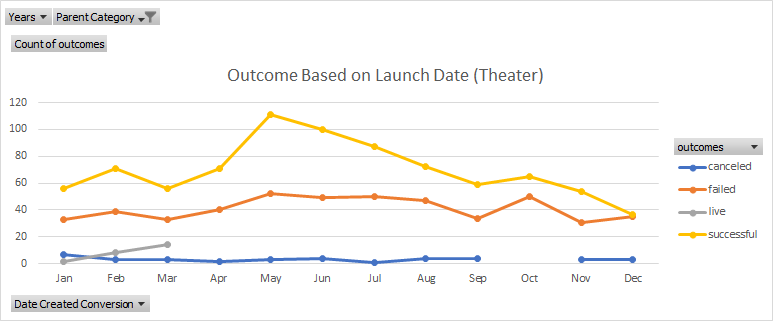 Years Parent Category
Count of outcomes
Outcome Based on Launch Date (Theater)
120
100
80
60
40
20
0
Jan Feb Mar Apr May Jun Jul Aug Sep Oct Nov Dec
outcomes
canceled
failed
live
successful
Date Created Conversion